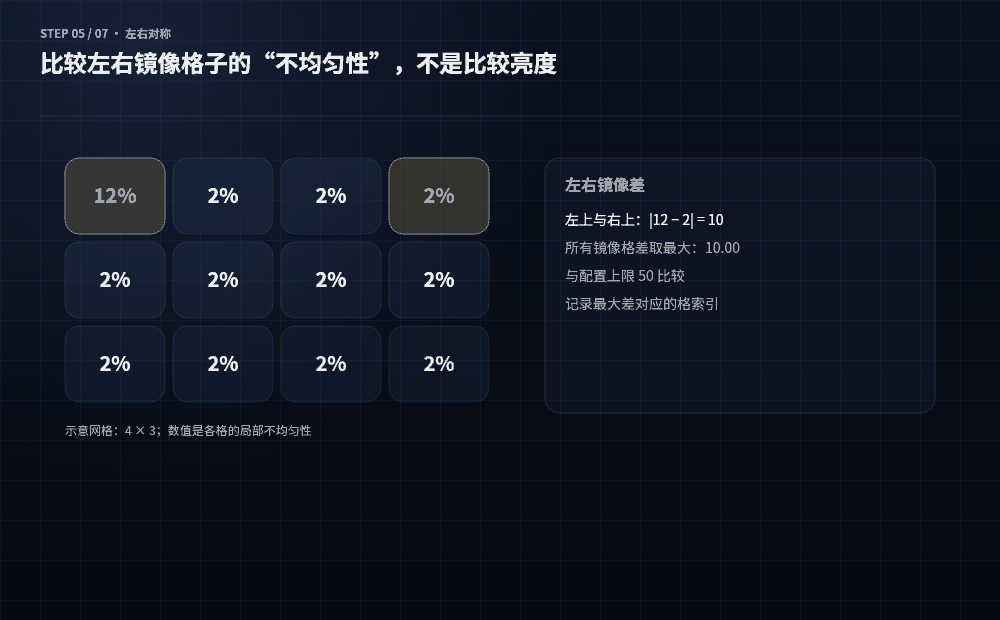 STEP 05 / 07 · 左右对称
比较左右镜像格子的“不均匀性”，不是比较亮度
12% 2% 2% 2%
2% 2% 2% 2%
2% 2% 2% 2%
示意网格：4 × 3；数值是各格的局部不均匀性
左右镜像差
左上与右上：|12 − 2| = 10
所有镜像格差取最大：10.00
与配置上限 50 比较
记录最大差对应的格索引